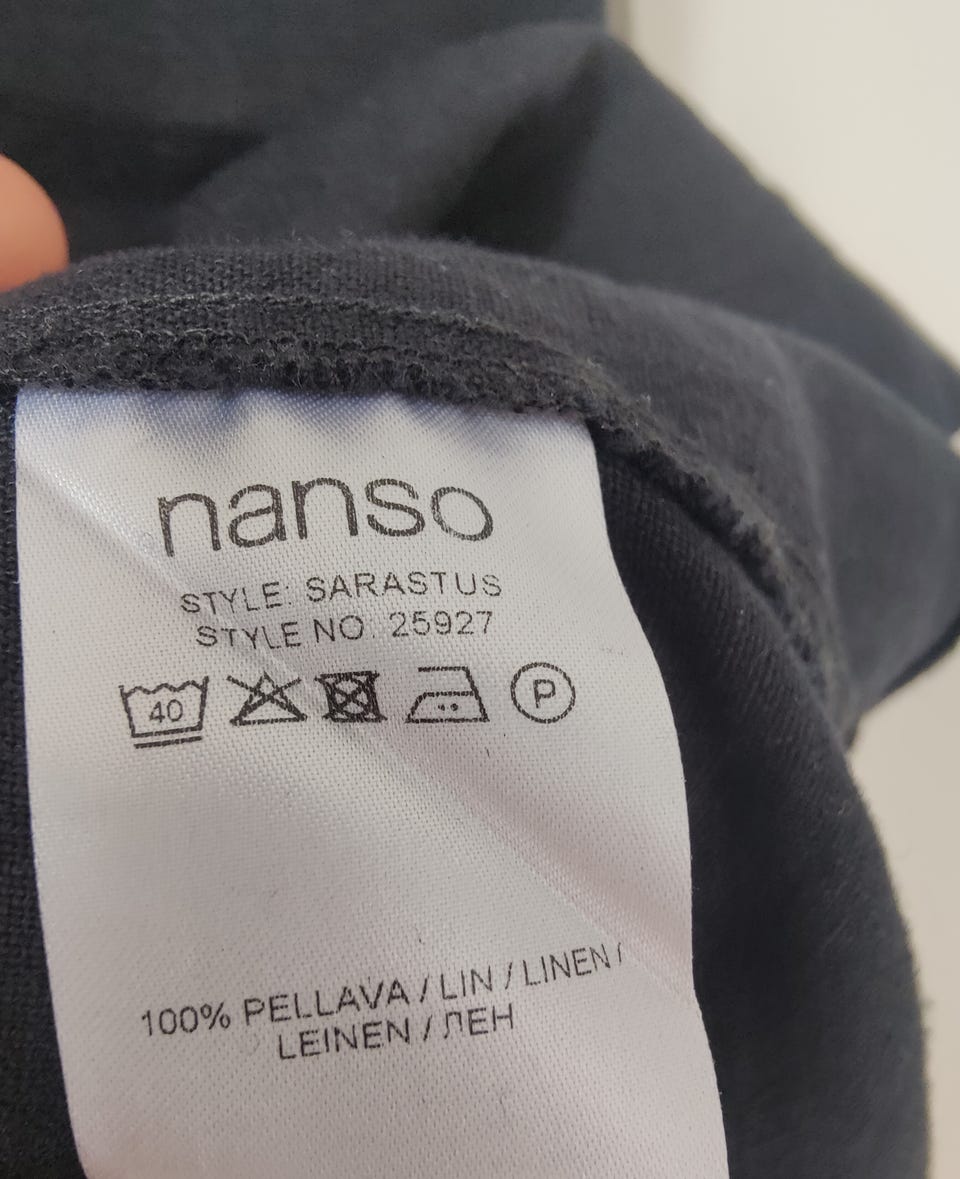 nanso
STYLE: SARASTUS
STYLE NO. 25927
40 P
100% PELLAVA / LIN / LINEN /
LEINEN / ЛЕН